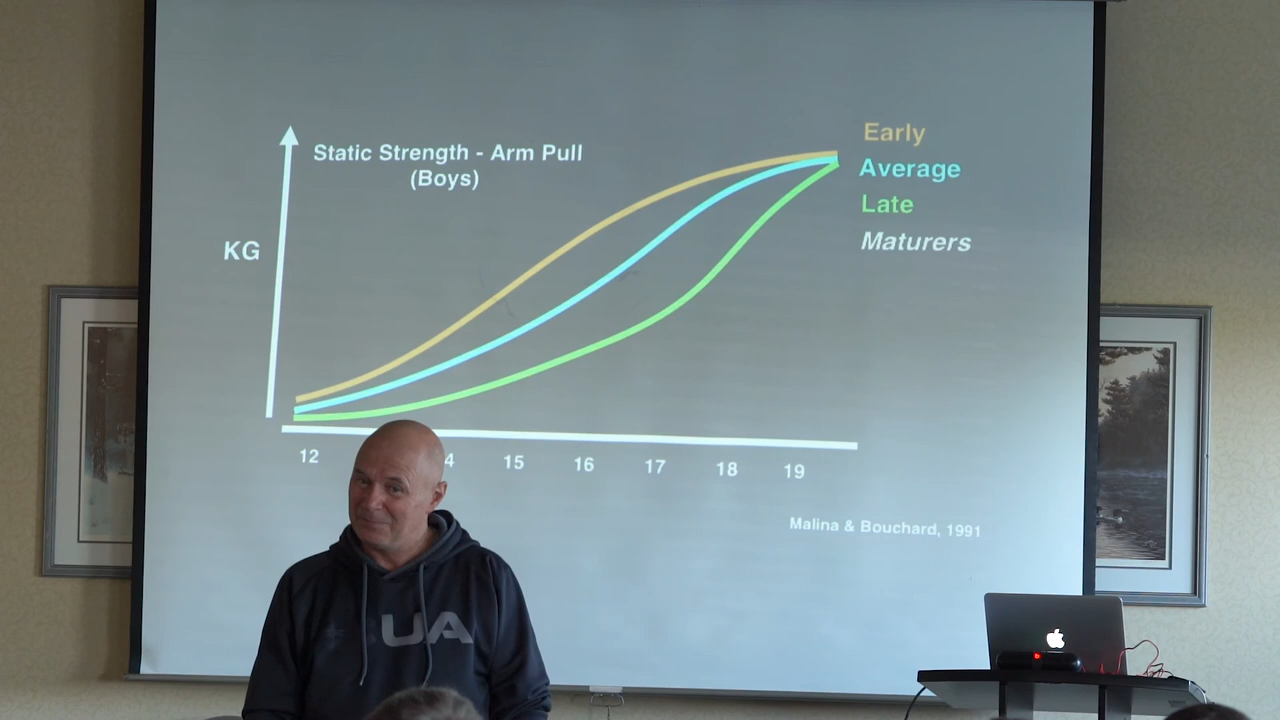 Static Strength - Arm Pull
(Boys)
Early
Average
Late
Maturers
KG
12
4
15
16
17
18
19
Malina & Bouchard, 1991
UA